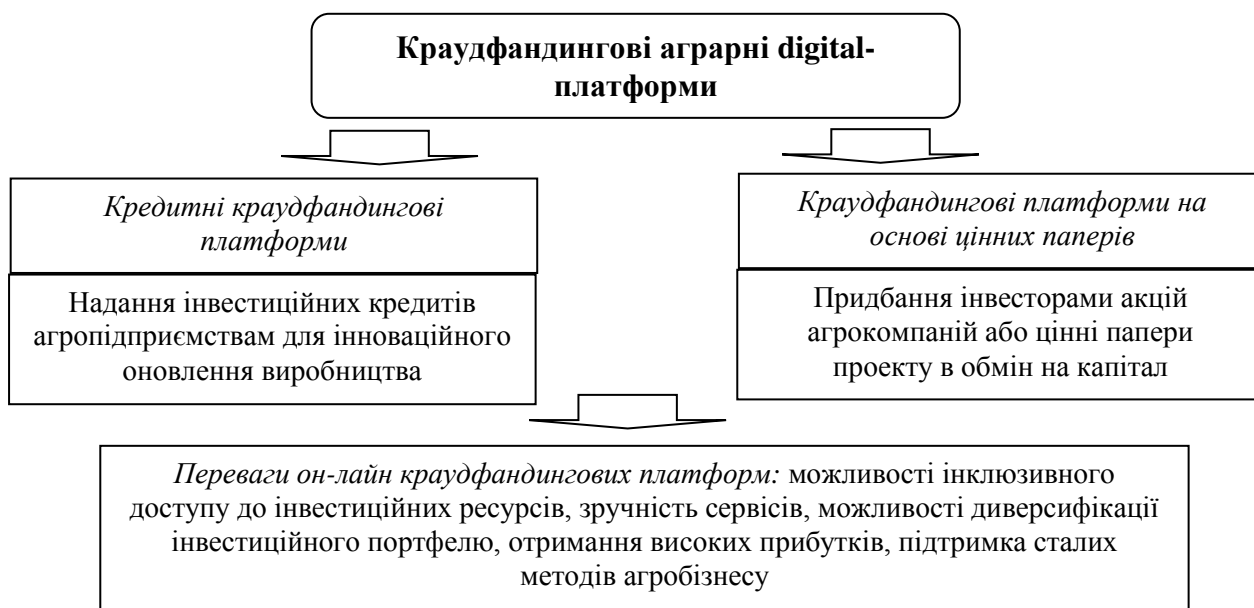 Краудфандингові аграрні digital-
платформи
Кредитні краудфандингові
платформи
Надання інвестиційних кредитів
агропідприємствам для інноваційного
оновлення виробництва
Краудфандингові платформи на
основі цінних паперів
Придбання інвесторами акцій
агрокомпаній або цінні папери
проекту в обмін на капітал
Переваги он-лайн краудфандингових платформ: можливості інклюзивного
доступу до інвестиційних ресурсів, зручність сервісів, можливості диверсифікації
інвестиційного портфелю, отримання високих прибутків, підтримка сталих
методів агробізнесу